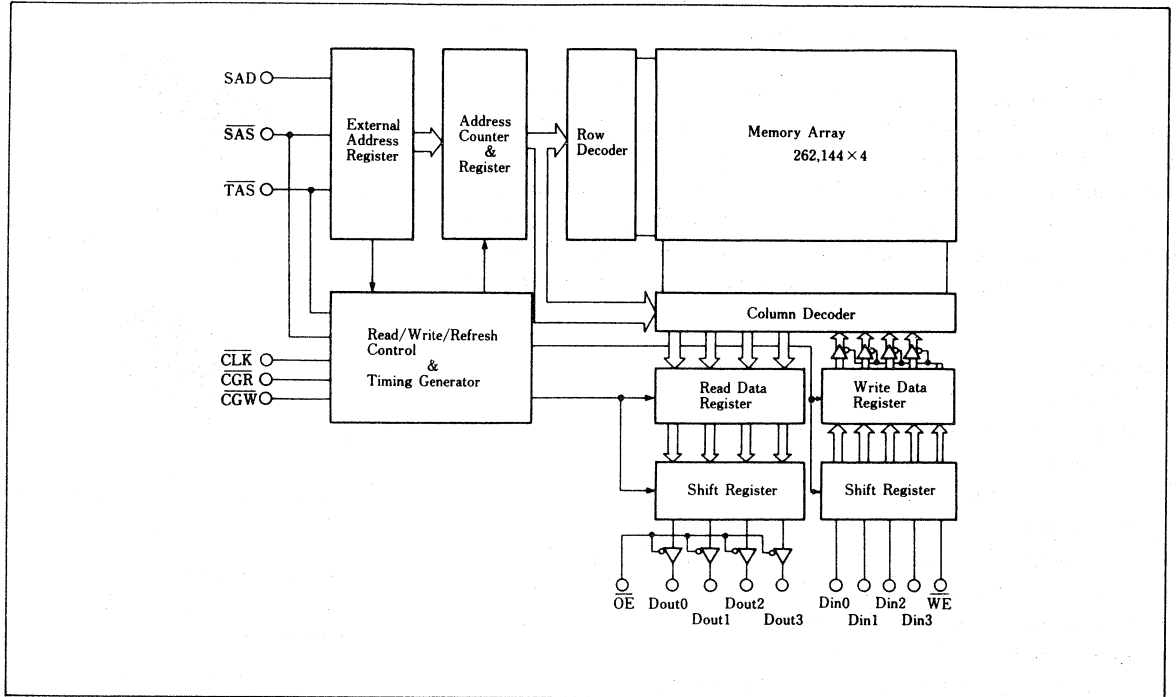 SAD
SAS
TAS
External
Address
Register
Address
Counter
&
Register
Row
Decoder
Memory Array
262,144×4
Read/Write/Refresh
Control
&
Timing Generator
CLK
CGR
CGW
Column Decoder
Read Data
Register
Write Data
Register
Shift Register
Shift Register
OE
Dout0
Dout1
Dout2
Dout3
Din0
Din1
Din2
Din3
WE